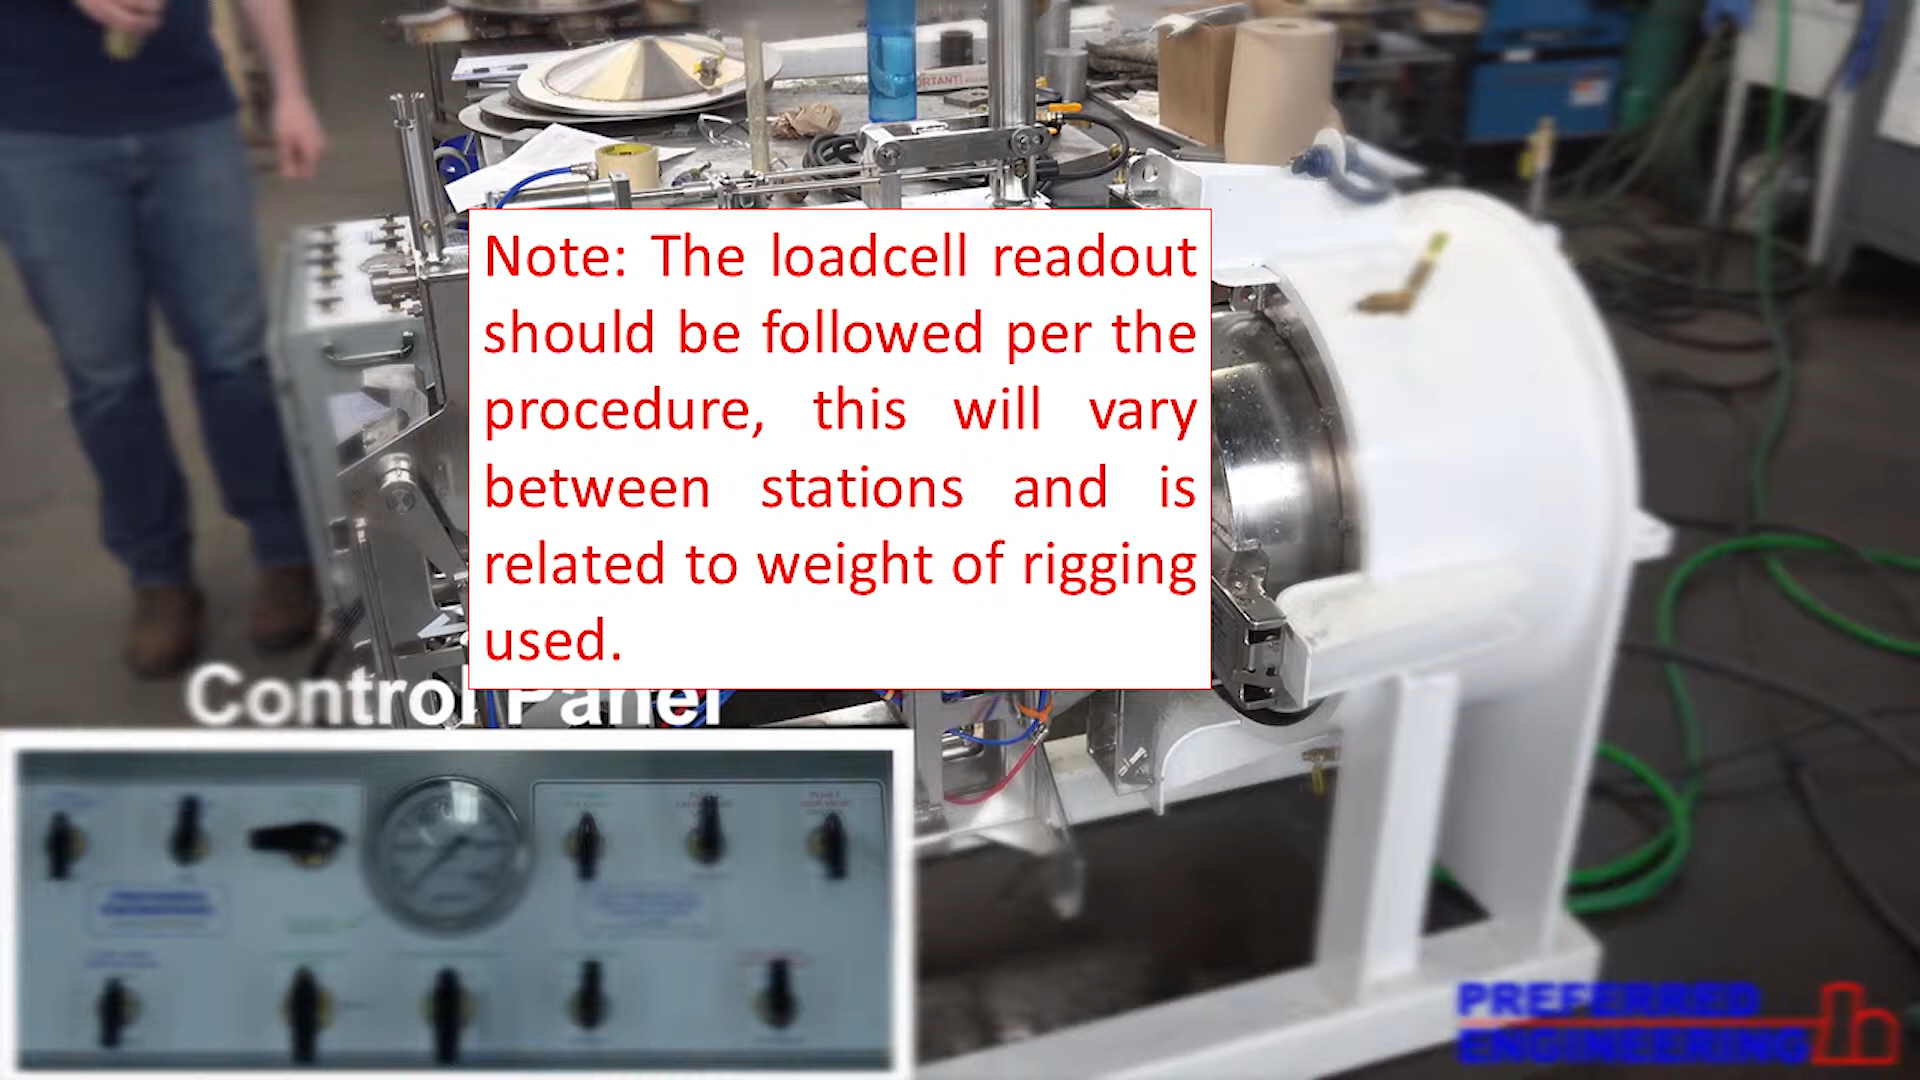 ORTANT!
Note: The loadcell readout
should be followed per the
procedure, this will vary
between stations and is
related to weight of rigging
used.
Control Panel
PREFERRED
ENGINEERING